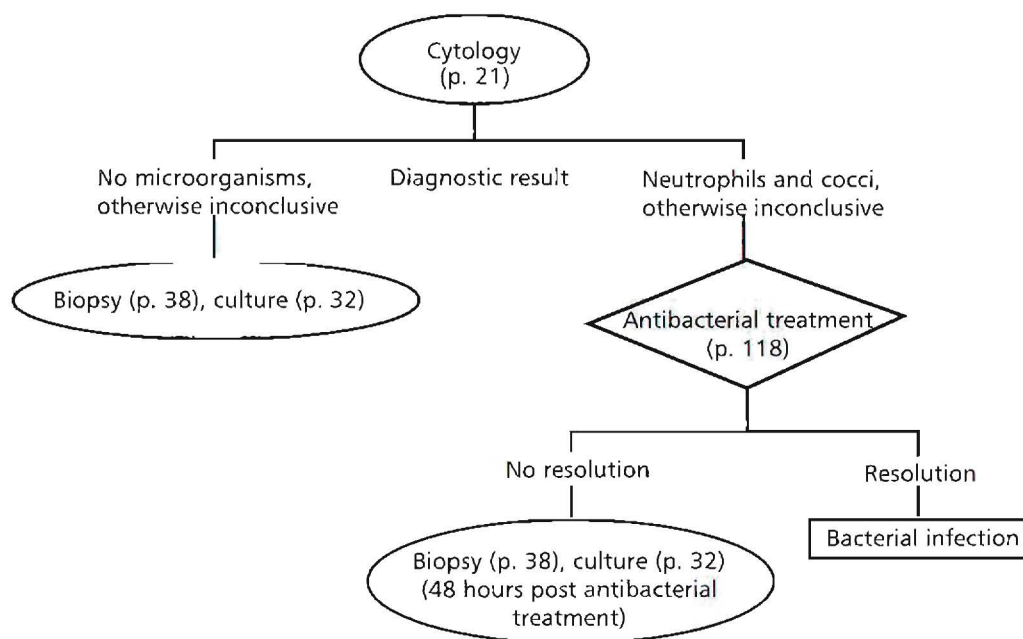 Cytology
(p. 21)
No microorganisms,
otherwise inconclusive
Diagnostic result
Neutrophils and cocci,
otherwise inconclusive
Biopsy (p. 38), culture (p. 32)
Antibacterial treatment
(p. 118)
No resolution
Resolution
Biopsy (p. 38), culture (p. 32)
(48 hours post antibacterial
treatment)
Bacterial infection